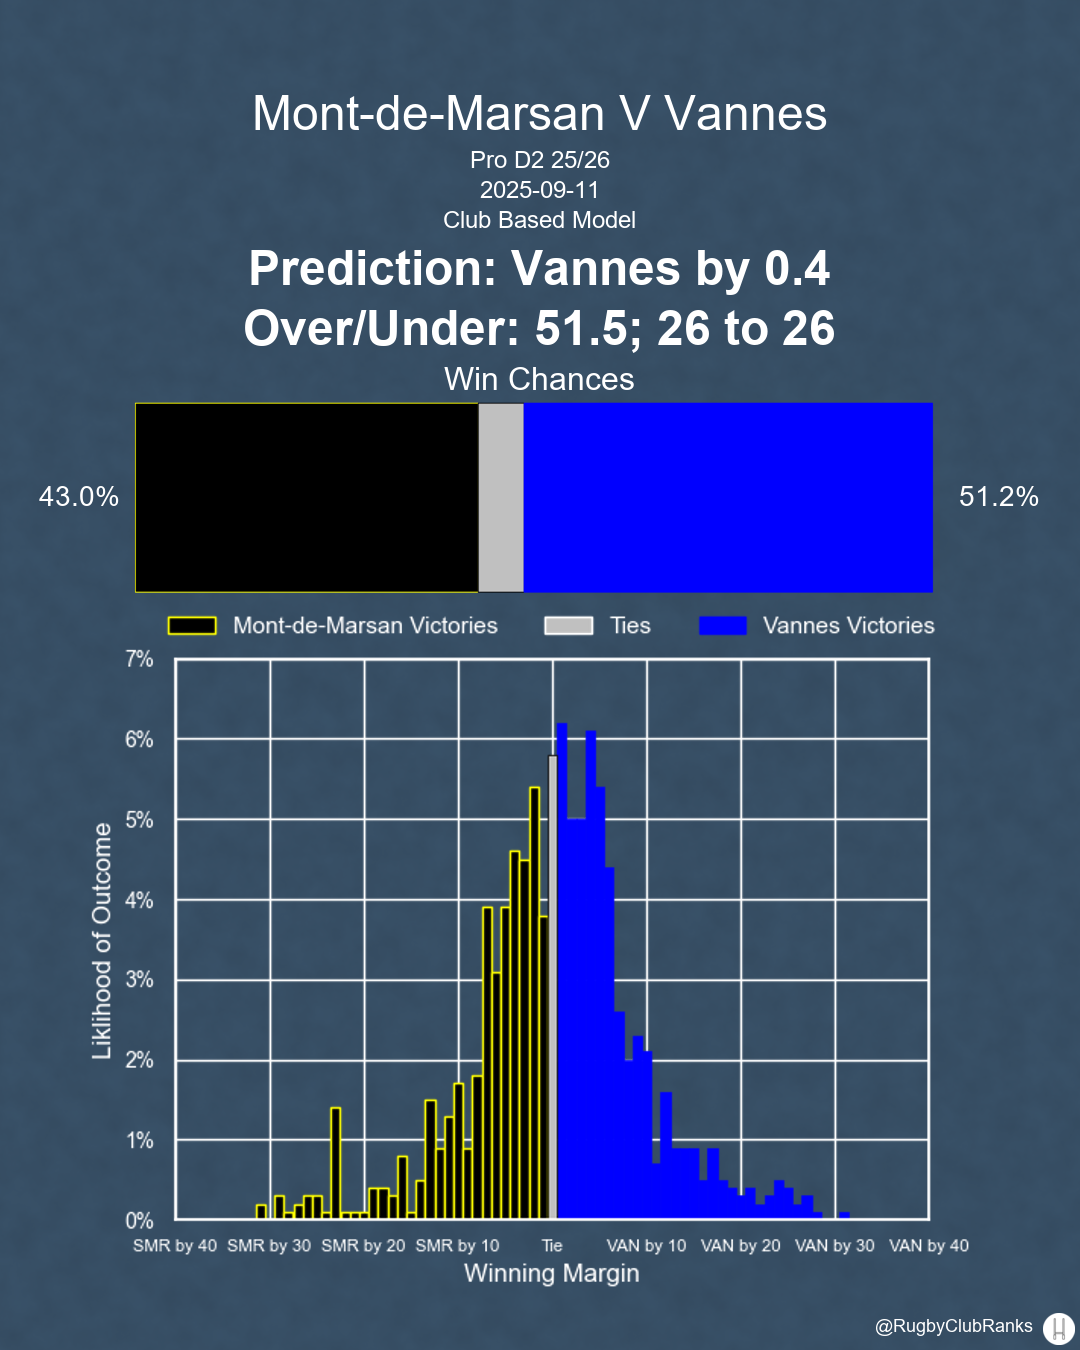 Mont-de-Marsan V Vannes
Pro D2 25/26
2025-09-11
Club Based Model
Prediction: Vannes by 0.4
Over/Under: 51.5; 26 to 26
Win Chances
43.0%
51.2%
Mont-de-Marsan Victories
Ties
Vannes Victories
7%
6%
5%
4%
3%
2%
1%
0%
Liklihood of Outcome
SMR by 40 SMR by 30 SMR by 20 SMR by 10 Tie VAN by 10 VAN by 20 VAN by 30 VAN by 40
Winning Margin
@RugbyClubRanks